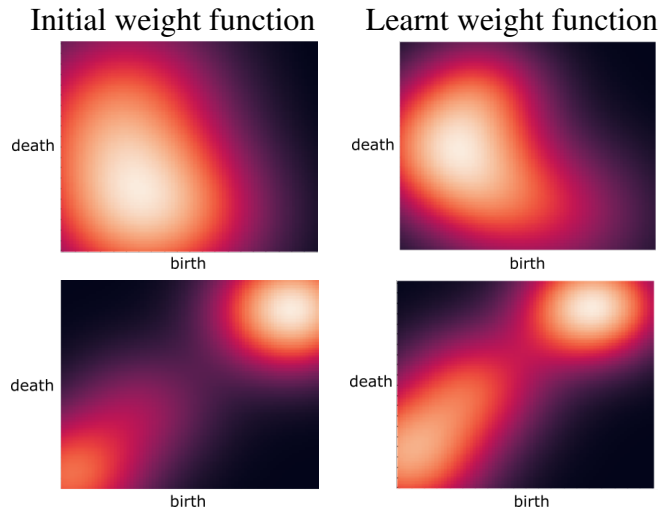 Initial weight function
Learnt weight function
death
death
birth
birth
death
death
birth
birth